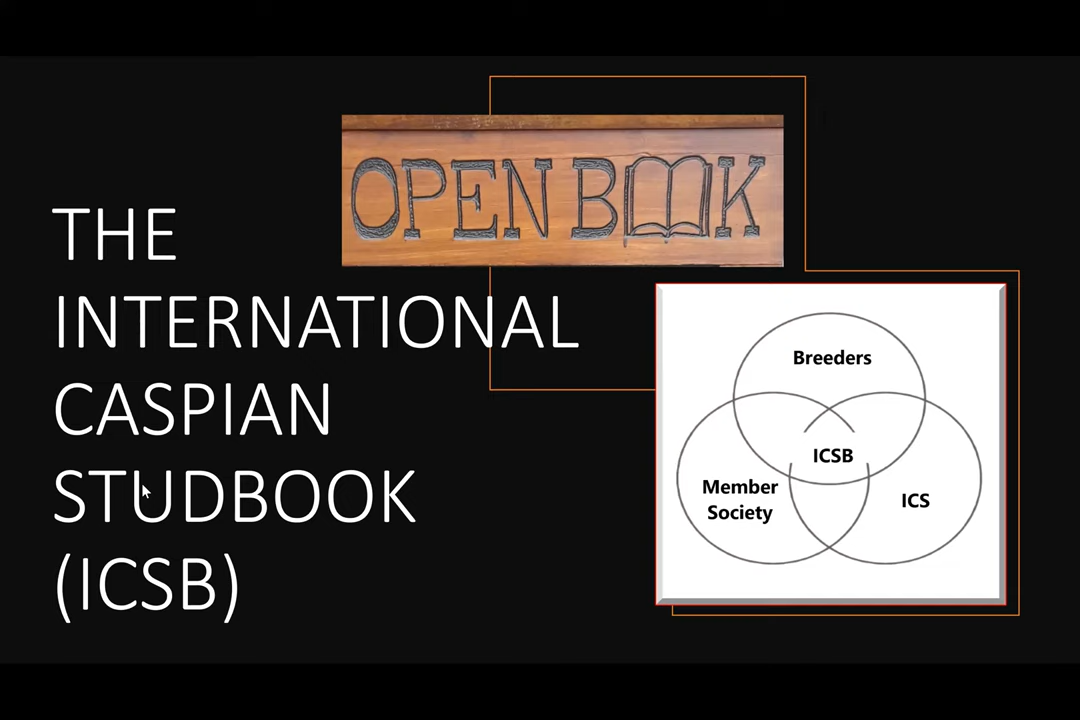 OPEN BOOK
THE
INTERNATIONAL
CASPIAN
STUDBOOK
(ICSB)
Breeders
ICSB
Member
Society
ICS